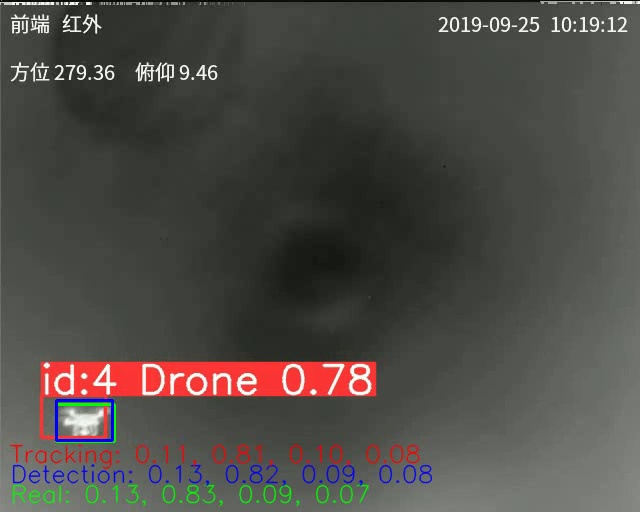 前端 红外 2019-09-25 10:19:12
方位 279.36 俯仰 9.46
id:4 Drone 0.78
Tracking: 0.11, 0.81, 0.10, 0.08
Detection: 0.13, 0.82, 0.09, 0.08
Real: 0.13, 0.83, 0.09, 0.07